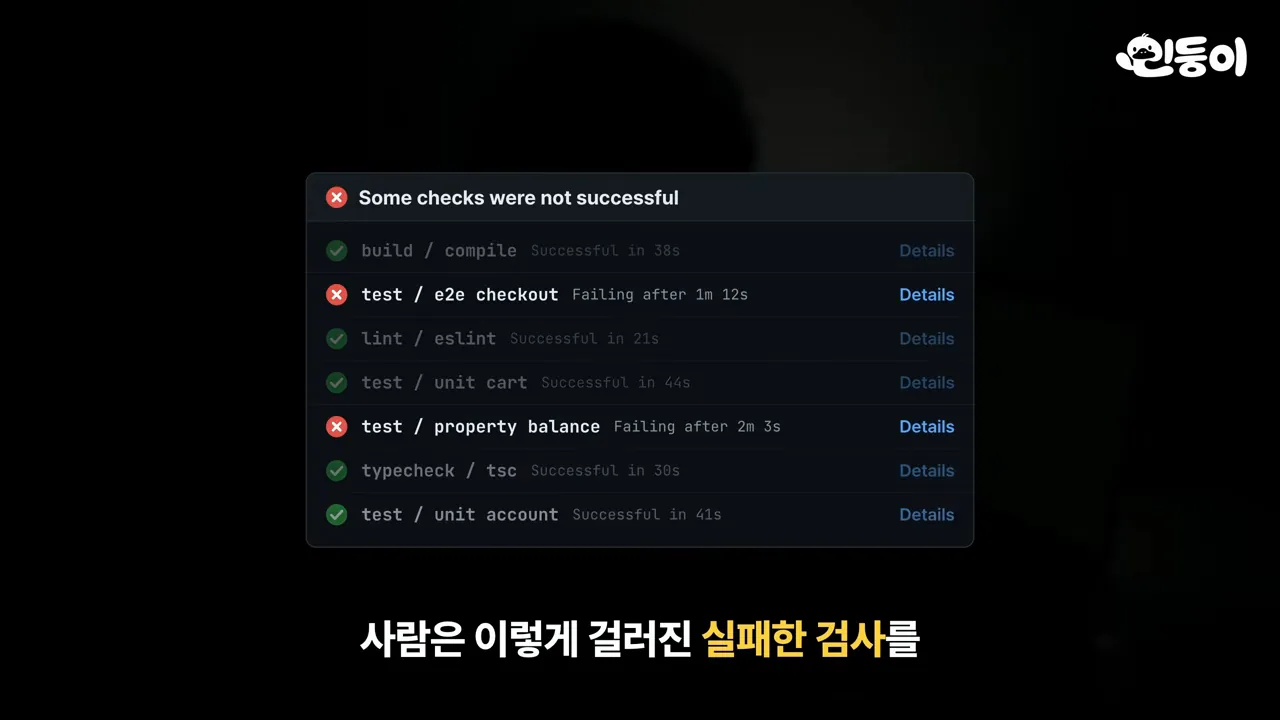 인둥이
Some checks were not successful
build / compile Successful in 38s Details
test / e2e checkout Failing after 1m 12s Details
lint / eslint Successful in 21s Details
test / unit cart Successful in 44s Details
test / property balance Failing after 2m 3s Details
typecheck / tsc Successful in 30s Details
test / unit account Successful in 41s Details
사람은 이렇게 걸러진 실패한 검사를